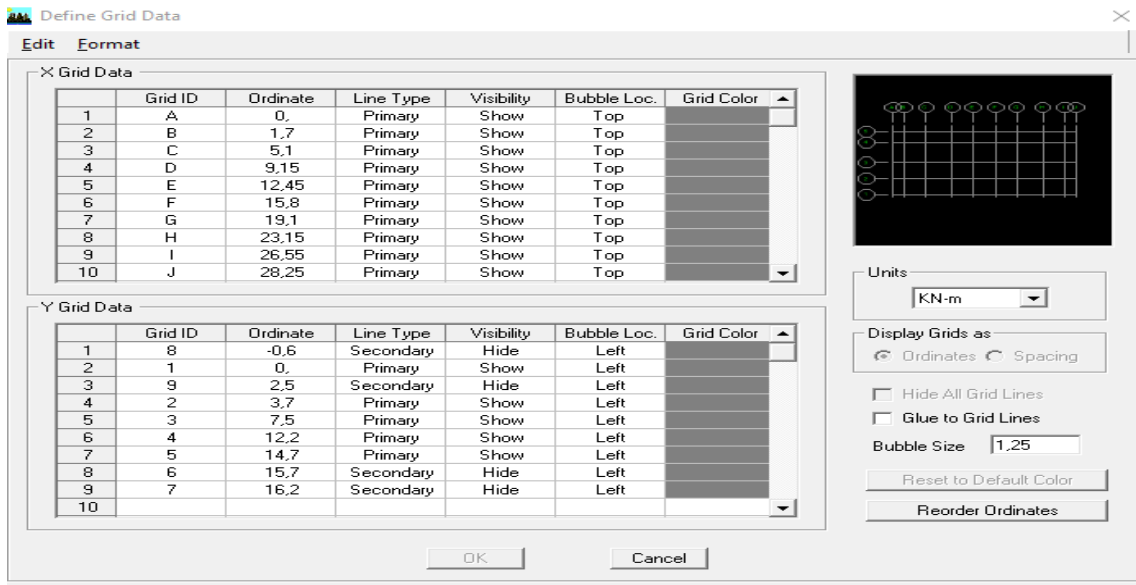 Define Grid Data
Edit Format
X Grid Data
Grid ID Ordinate Line Type Visibility Bubble Loc. Grid Color
1 A 0, Primary Show Top
2 B 1,7 Primary Show Top
3 C 5,1 Primary Show Top
4 D 9,15 Primary Show Top
5 E 12,45 Primary Show Top
6 F 15,8 Primary Show Top
7 G 19,1 Primary Show Top
8 H 23,15 Primary Show Top
9 I 26,55 Primary Show Top
10 J 28,25 Primary Show Top
Y Grid Data
Grid ID Ordinate Line Type Visibility Bubble Loc. Grid Color
1 8 -0,6 Secondary Hide Left
2 1 0, Primary Show Left
3 9 2,5 Secondary Hide Left
4 2 3,7 Primary Show Left
5 3 7,5 Primary Show Left
6 4 12,2 Primary Show Left
7 5 14,7 Primary Show Left
8 6 15,7 Secondary Hide Left
9 7 16,2 Secondary Hide Left
10
Units
KN-m
Display Grids as
Ordinates Spacing
Hide All Grid Lines
Glue to Grid Lines
Bubble Size 1,25
Reset to Default Color
Reorder Ordinates
OK Cancel